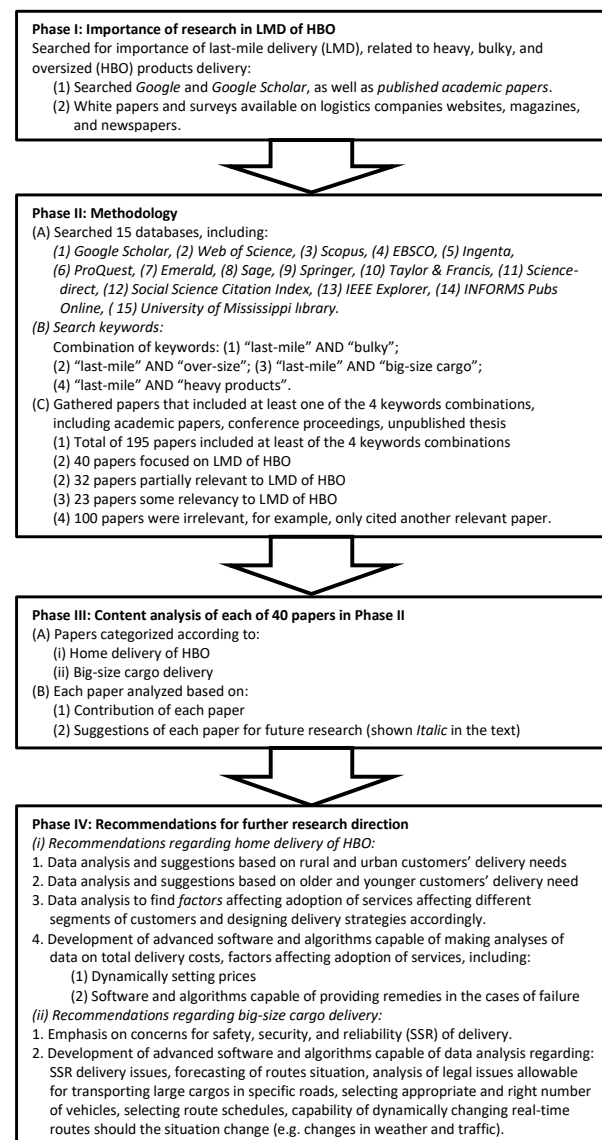 Phase I: Importance of research in LMD of HBO
Searched for importance of last-mile delivery (LMD), related to heavy, bulky, and
oversized (HBO) products delivery:
(1) Searched Google and Google Scholar, as well as published academic papers.
(2) White papers and surveys available on logistics companies websites, magazines,
and newspapers.
Phase II: Methodology
(A) Searched 15 databases, including:
(1) Google Scholar, (2) Web of Science, (3) Scopus, (4) EBSCO, (5) Ingenta,
(6) ProQuest, (7) Emerald, (8) Sage, (9) Springer, (10) Taylor & Francis, (11) Science-
direct, (12) Social Science Citation Index, (13) IEEE Explorer, (14) INFORMS Pubs
Online, ( 15) University of Mississippi library.
(B) Search keywords:
Combination of keywords: (1) “last-mile” AND “bulky”;
(2) “last-mile” AND “over-size”; (3) “last-mile” AND “big-size cargo”;
(4) “last-mile” AND “heavy products”.
(C) Gathered papers that included at least one of the 4 keywords combinations,
including academic papers, conference proceedings, unpublished thesis
(1) Total of 195 papers included at least of the 4 keywords combinations
(2) 40 papers focused on LMD of HBO
(2) 32 papers partially relevant to LMD of HBO
(3) 23 papers some relevancy to LMD of HBO
(4) 100 papers were irrelevant, for example, only cited another relevant paper.
Phase III: Content analysis of each of 40 papers in Phase II
(A) Papers categorized according to:
(i) Home delivery of HBO
(ii) Big-size cargo delivery
(B) Each paper analyzed based on:
(1) Contribution of each paper
(2) Suggestions of each paper for future research (shown Italic in the text)
Phase IV: Recommendations for further research direction
(i) Recommendations regarding home delivery of HBO:
1. Data analysis and suggestions based on rural and urban customers’ delivery needs
2. Data analysis and suggestions based on older and younger customers’ delivery need
3. Data analysis to find factors affecting adoption of services affecting different
segments of customers and designing delivery strategies accordingly.
4. Development of advanced software and algorithms capable of making analyses of
data on total delivery costs, factors affecting adoption of services, including:
(1) Dynamically setting prices
(2) Software and algorithms capable of providing remedies in the cases of failure
(ii) Recommendations regarding big-size cargo delivery:
1. Emphasis on concerns for safety, security, and reliability (SSR) of delivery.
2. Development of advanced software and algorithms capable of data analysis regarding:
SSR delivery issues, forecasting of routes situation, analysis of legal issues allowable
for transporting large cargos in specific roads, selecting appropriate and right number
of vehicles, selecting route schedules, capability of dynamically changing real-time
routes should the situation change (e.g. changes in weather and traffic).